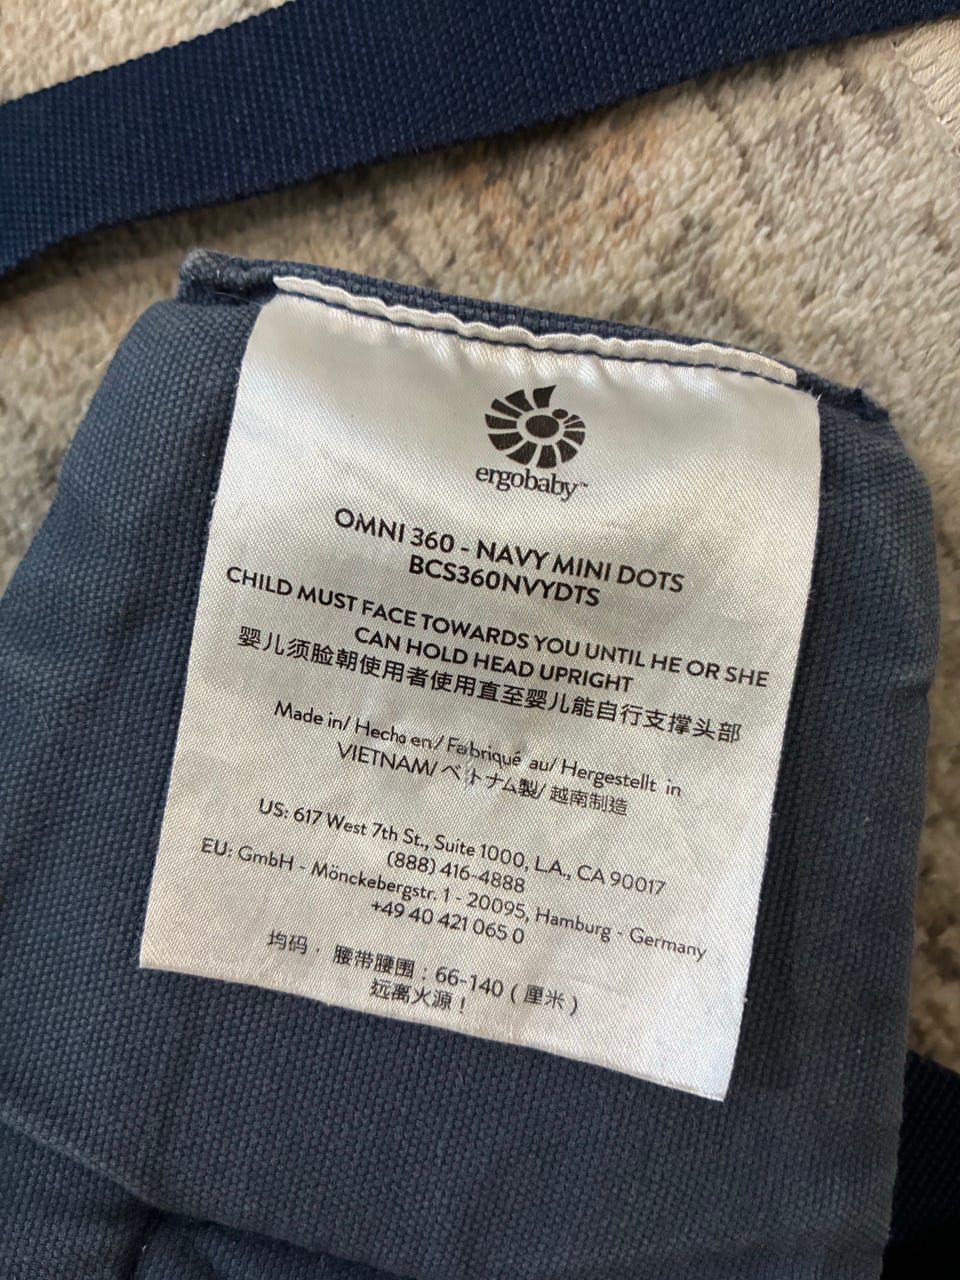 ergobaby™
OMNI 360 - NAVY MINI DOTS
BCS360NVYDTS
CHILD MUST FACE TOWARDS YOU UNTIL HE OR SHE
CAN HOLD HEAD UPRIGHT
婴儿须脸朝使用者使用直至婴儿能自行支撑头部
Made in/ Hecho en/ Fabriqué au/ Hergestellt in
VIETNAM/ ベトナム製/ 越南制造
US: 617 West 7th St., Suite 1000, L.A., CA 90017
(888) 416-4888
EU: GmbH - Mönckebergstr. 1 - 20095, Hamburg - Germany
+49 40 421 065 0
均码， 腰带腰围：66-140（厘米）
远离火源！